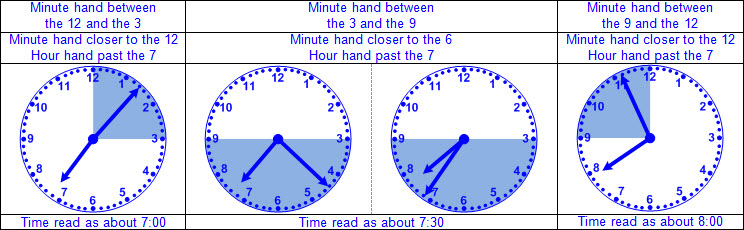 Minute hand between
the 12 and the 3
Minute hand between
the 3 and the 9
Minute hand between
the 9 and the 12
Minute hand closer to the 12
Hour hand past the 7
Minute hand closer to the 6
Hour hand past the 7
Minute hand closer to the 12
Hour hand past the 7
11 12 1
10 2
9 3
8 4
7 6 5
11 12 1
10 2
9 3
8 4
7 6 5
11 12 1
10 2
9 3
8 4
7 6 5
12 1
10 2
9 3
8 4
7 6 5
Time read as about 7:00
Time read as about 7:30
Time read as about 8:00